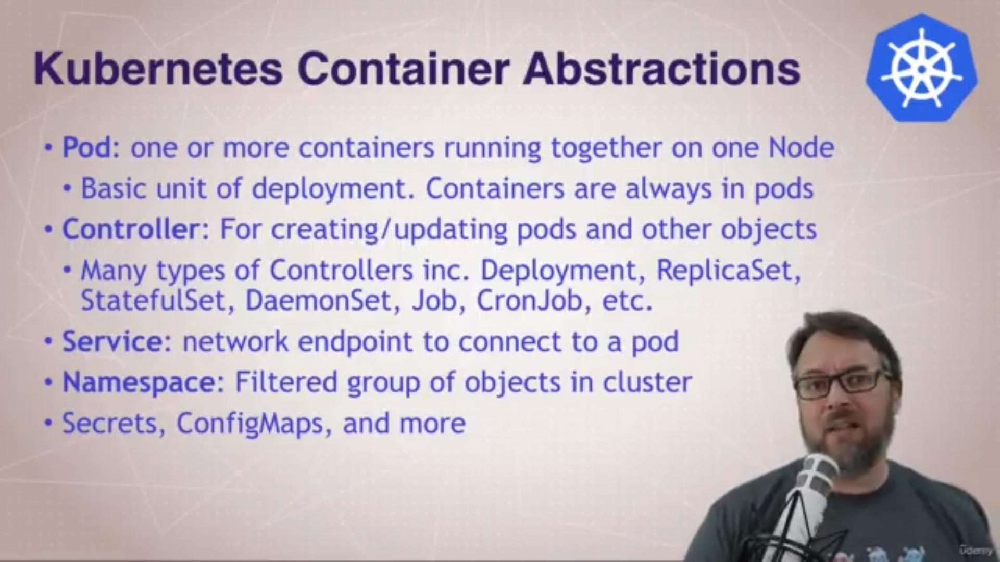 Kubernetes Container Abstractions
• Pod: one or more containers running together on one Node
• Basic unit of deployment. Containers are always in pods
• Controller: For creating/updating pods and other objects
• Many types of Controllers inc. Deployment, ReplicaSet,
StatefulSet, DaemonSet, Job, CronJob, etc.
• Service: network endpoint to connect to a pod
• Namespace: Filtered group of objects in cluster
• Secrets, ConfigMaps, and more
udemy